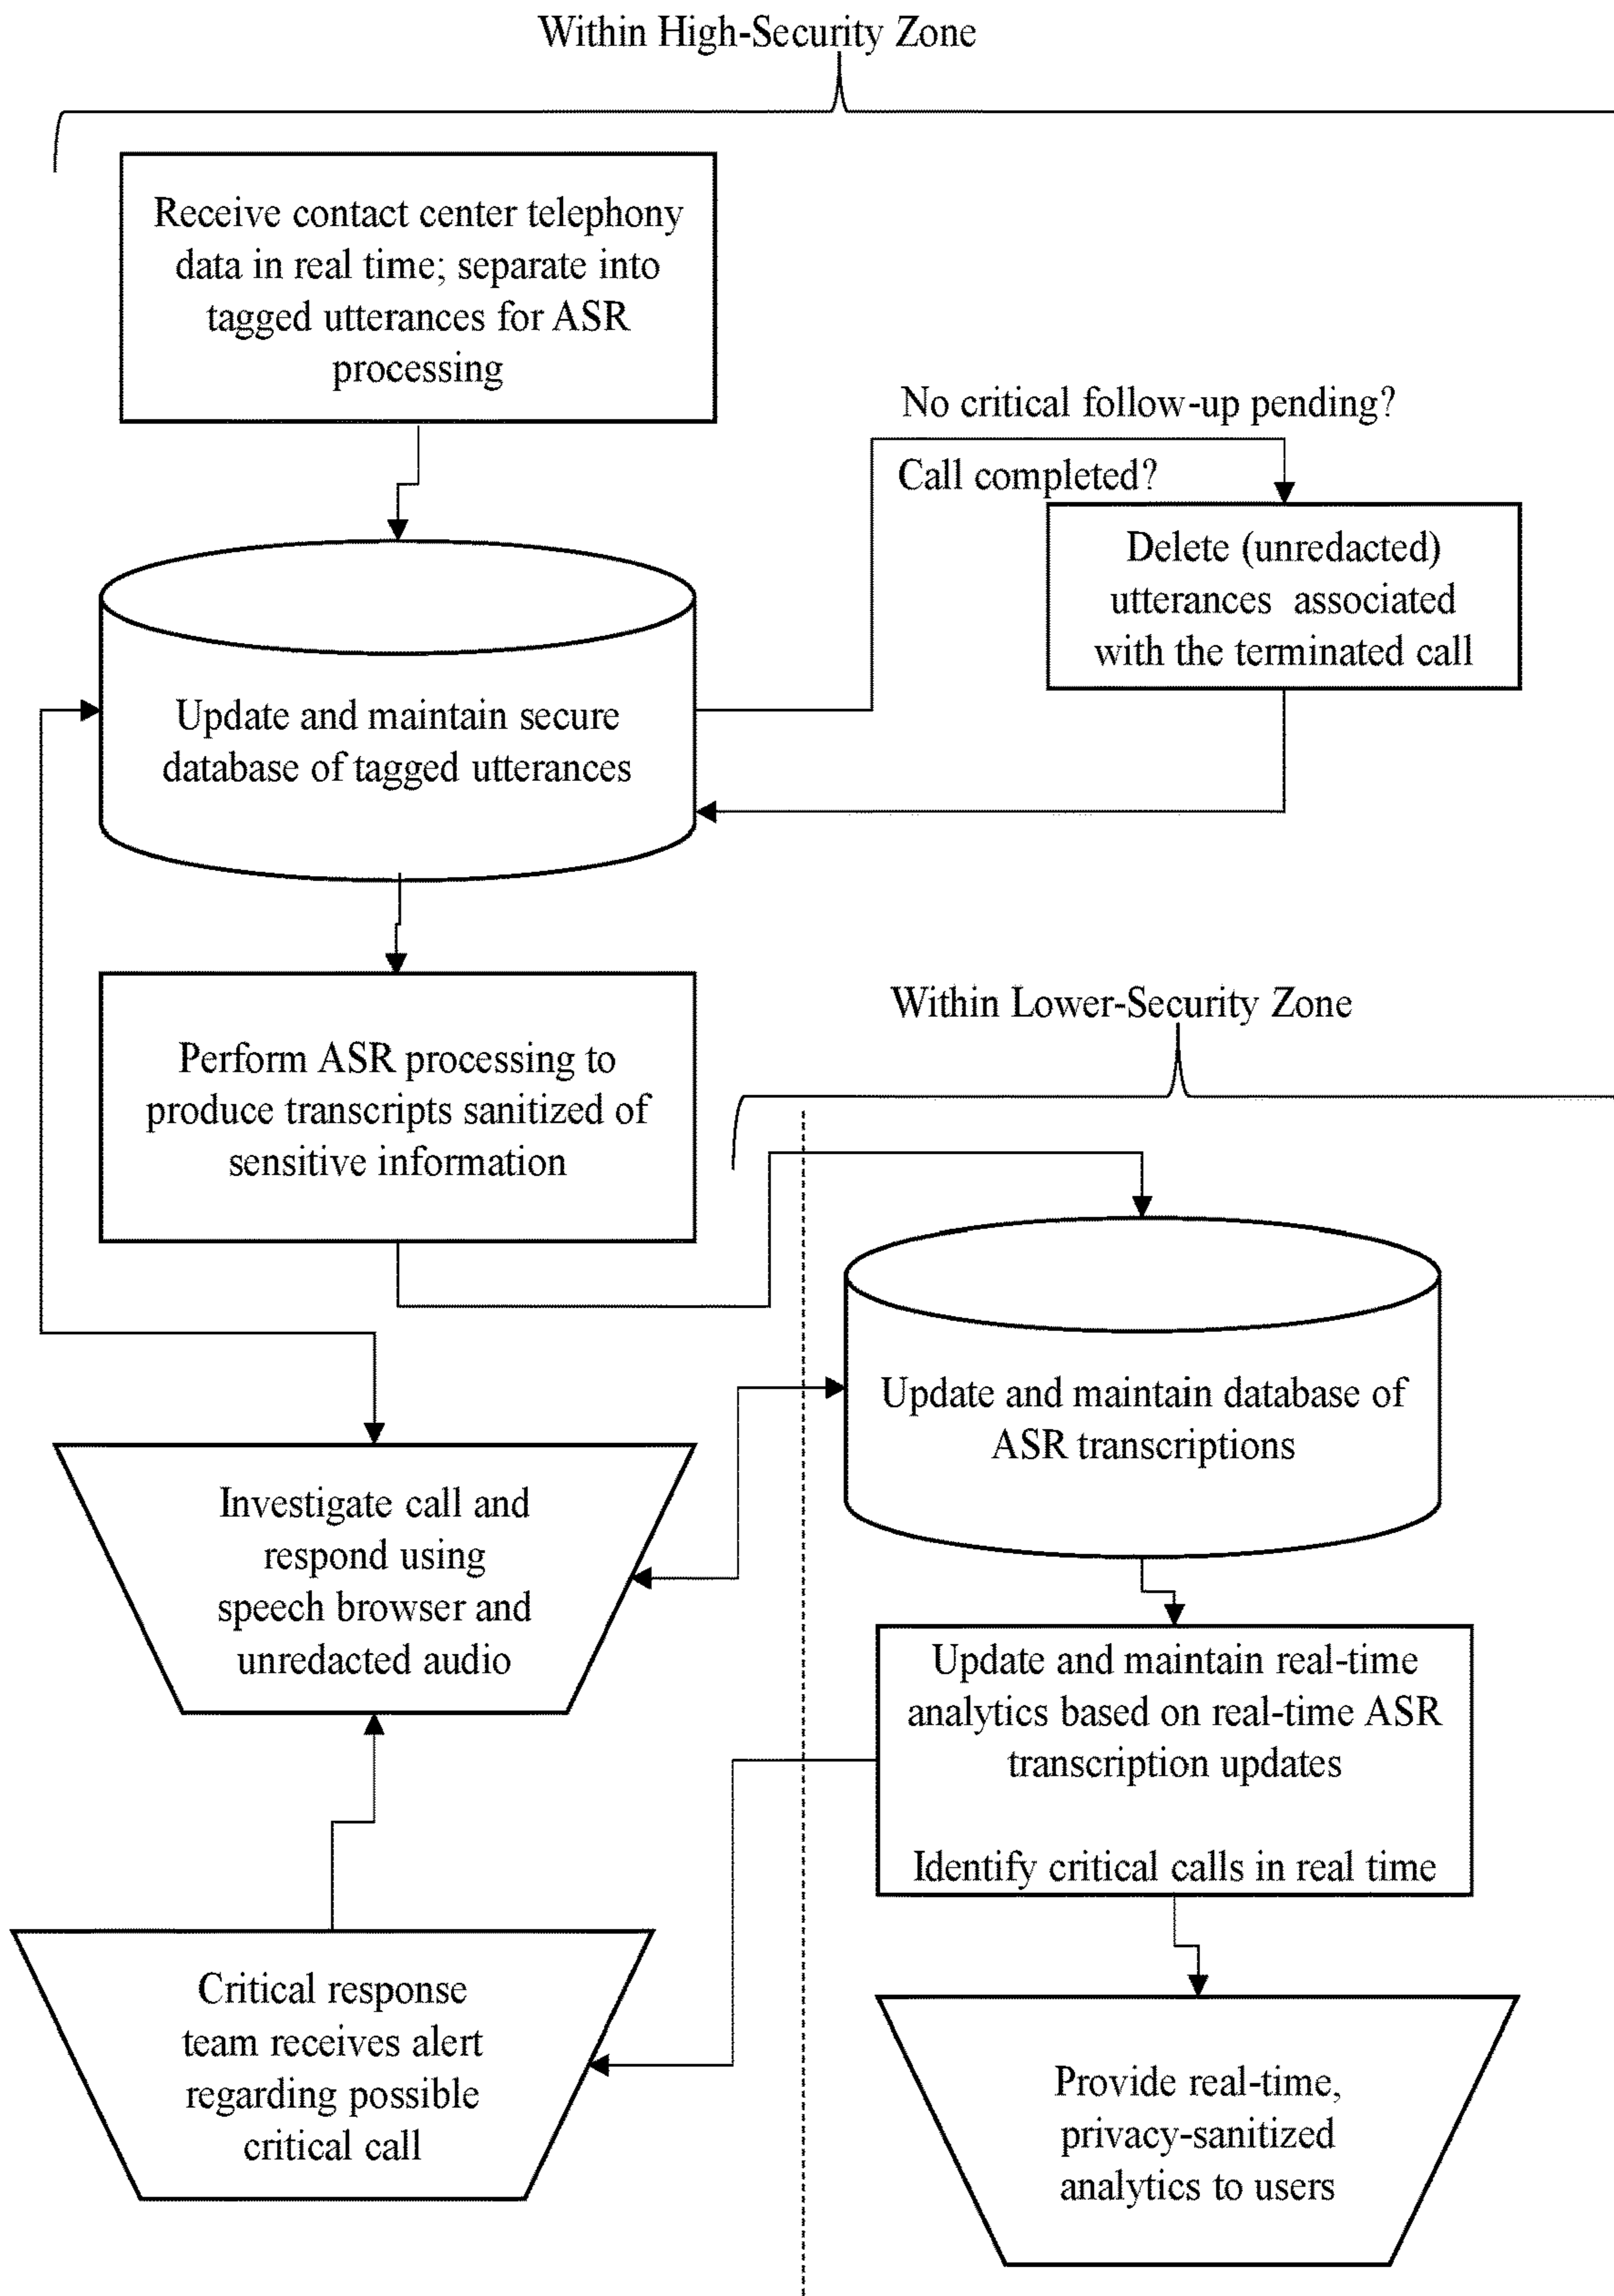 Within High-Security Zone
Receive contact center telephony
data in real time; separate into
tagged utterances for ASR
processing
No critical follow-up pending?
Call completed?
Delete (unredacted)
utterances associated
with the terminated call
Update and maintain secure
database of tagged utterances
Perform ASR processing to
produce transcripts sanitized of
sensitive information
Within Lower-Security Zone
Update and maintain database of
ASR transcriptions
Investigate call and
respond using
speech browser and
unredacted audio
Update and maintain real-time
analytics based on real-time ASR
transcription updates
Identify critical calls in real time
Critical response
team receives alert
regarding possible
critical call
Provide real-time,
privacy-sanitized
analytics to users